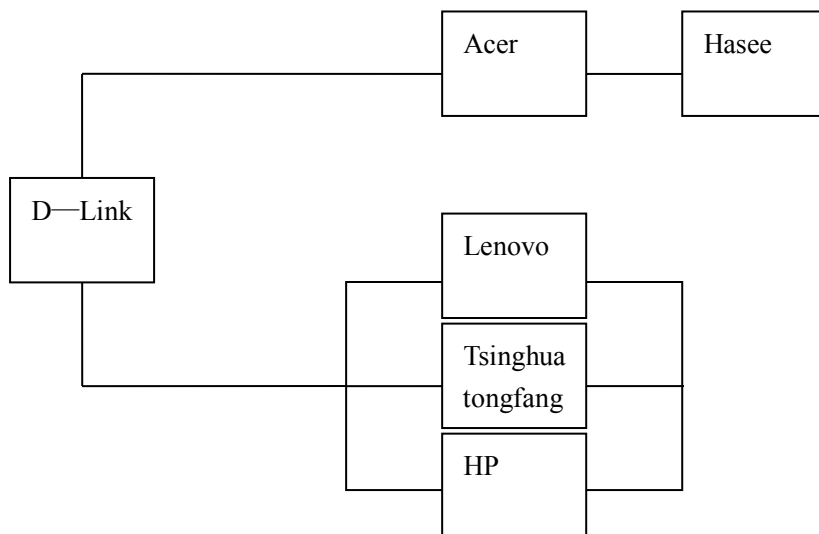 Acer
Hasee
D—Link
Lenovo
Tsinghua
tongfang
HP